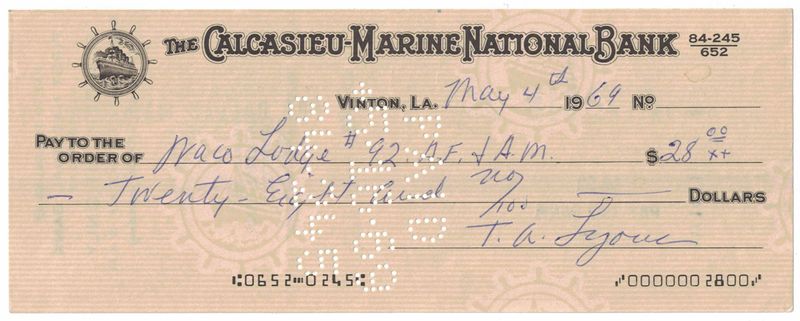 THE CALCASIEU-MARINE NATIONAL BANK 84-245
652
VINTON, LA. May 4th 1969 No
PAY TO THE
ORDER OF Waco Lodge # 92 A.F. & A.M. $ 28 00
xx
— Twenty-Eight and no/100 — DOLLARS
T. A. Lyons
⑆0652⑉0245⑆ ⑈0000002800⑈